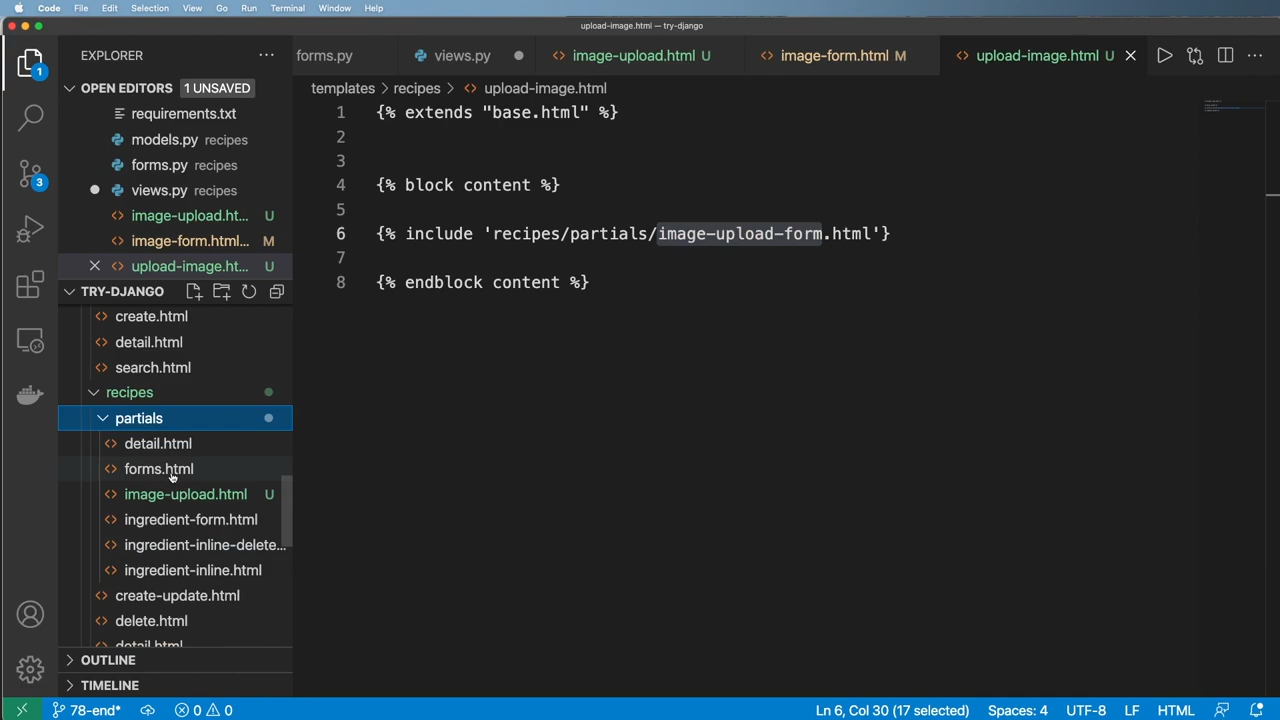 Code File Edit Selection View Go Run Terminal Window Help
upload-image.html — try-django
EXPLORER
forms.py
views.py
image-upload.html U
image-form.html M
upload-image.html U
OPEN EDITORS 1 UNSAVED
requirements.txt
models.py recipes
forms.py recipes
views.py recipes
image-upload.ht... U
image-form.html... M
upload-image.ht... U
TRY-DJANGO
create.html
detail.html
search.html
recipes
partials
detail.html
forms.html
image-upload.html U
ingredient-form.html
ingredient-inline-delete...
ingredient-inline.html
create-update.html
delete.html
detail.html
OUTLINE
TIMELINE
1
3
templates > recipes > upload-image.html
1 {% extends "base.html" %}
2
3
4 {% block content %}
5
6 {% include 'recipes/partials/image-upload-form.html'}
7
8 {% endblock content %}
78-end* 0 0
Ln 6, Col 30 (17 selected) Spaces: 4 UTF-8 LF HTML